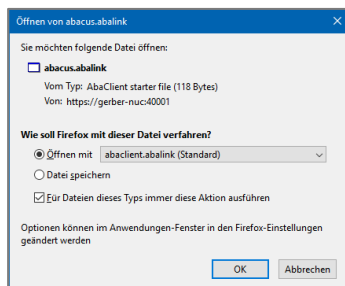 Öffnen von abacus.abalink
Sie möchten folgende Datei öffnen:
abacus.abalink
Vom Typ: AbaClient starter file (118 Bytes)
Von: https://gerber-nuc:40001
Wie soll Firefox mit dieser Datei verfahren?
Öffnen mit abaclient.abalink (Standard)
Datei speichern
Für Dateien dieses Typs immer diese Aktion ausführen
Optionen können im Anwendungen-Fenster in den Firefox-Einstellungen
geändert werden
OK Abbrechen